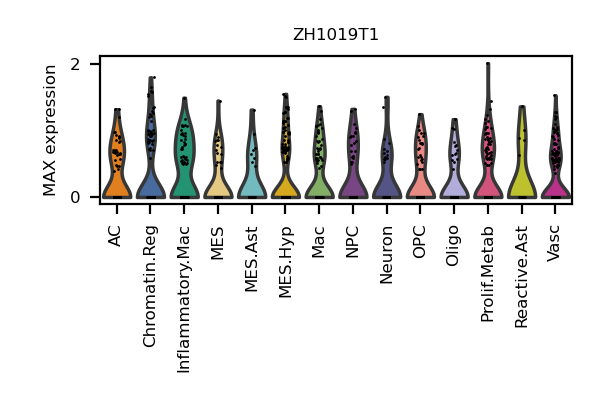 ZH1019T1
MAX expression
2
0
AC
Chromatin.Reg
Inflammatory.Mac
MES
MES.Ast
MES.Hyp
Mac
NPC
Neuron
OPC
Oligo
Prolif.Metab
Reactive.Ast
Vasc